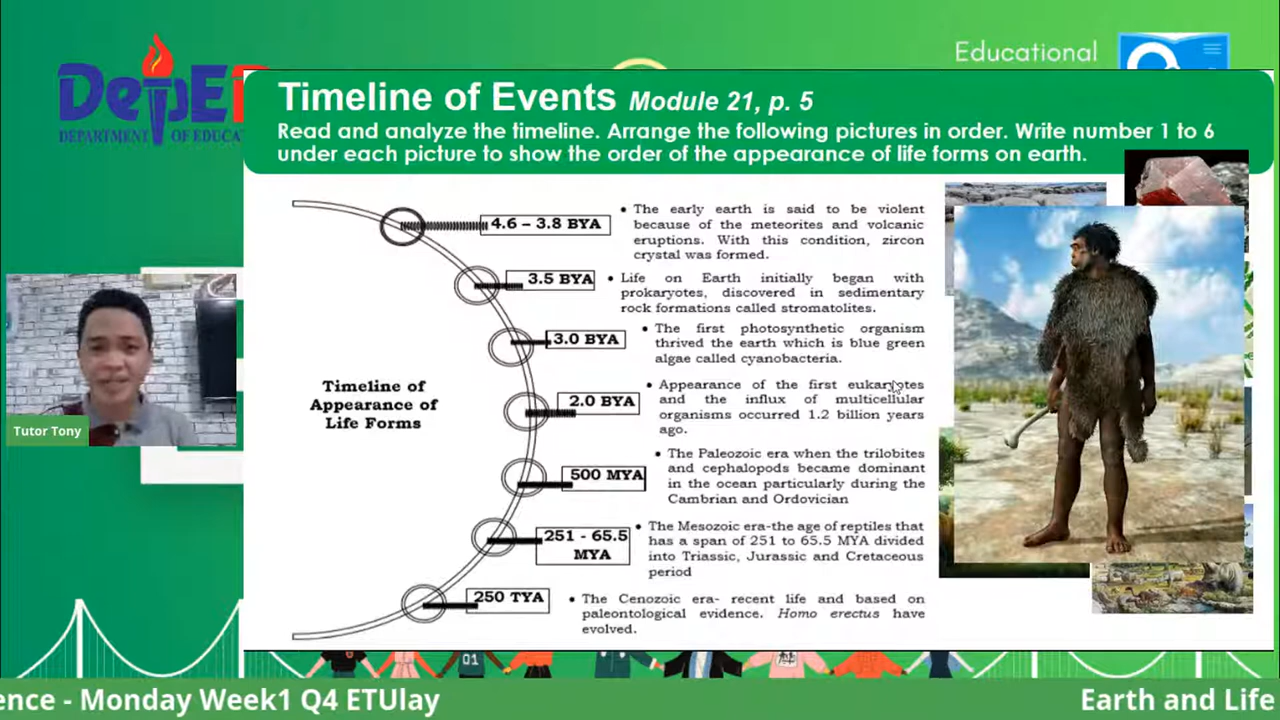 DepE
DEPARTMENT OF EDUCA
Educational
Timeline of Events Module 21, p. 5
Read and analyze the timeline. Arrange the following pictures in order. Write number 1 to 6
under each picture to show the order of the appearance of life forms on earth.
4.6 – 3.8 BYA
• The early earth is said to be violent
because of the meteorites and volcanic
eruptions. With this condition, zircon
crystal was formed.
3.5 BYA
• Life on Earth initially began with
prokaryotes, discovered in sedimentary
rock formations called stromatolites.
3.0 BYA
• The first photosynthetic organism
thrived the earth which is blue green
algae called cyanobacteria.
Timeline of
Appearance of
Life Forms
2.0 BYA
• Appearance of the first eukaryotes
and the influx of multicellular
organisms occurred 1.2 billion years
ago.
500 MYA
• The Paleozoic era when the trilobites
and cephalopods became dominant
in the ocean particularly during the
Cambrian and Ordovician
251 - 65.5
MYA
• The Mesozoic era-the age of reptiles that
has a span of 251 to 65.5 MYA divided
into Triassic, Jurassic and Cretaceous
period
250 TYA
• The Cenozoic era- recent life and based on
paleontological evidence. Homo erectus have
evolved.
Tutor Tony
01
ence - Monday Week1 Q4 ETUlay
Earth and Life